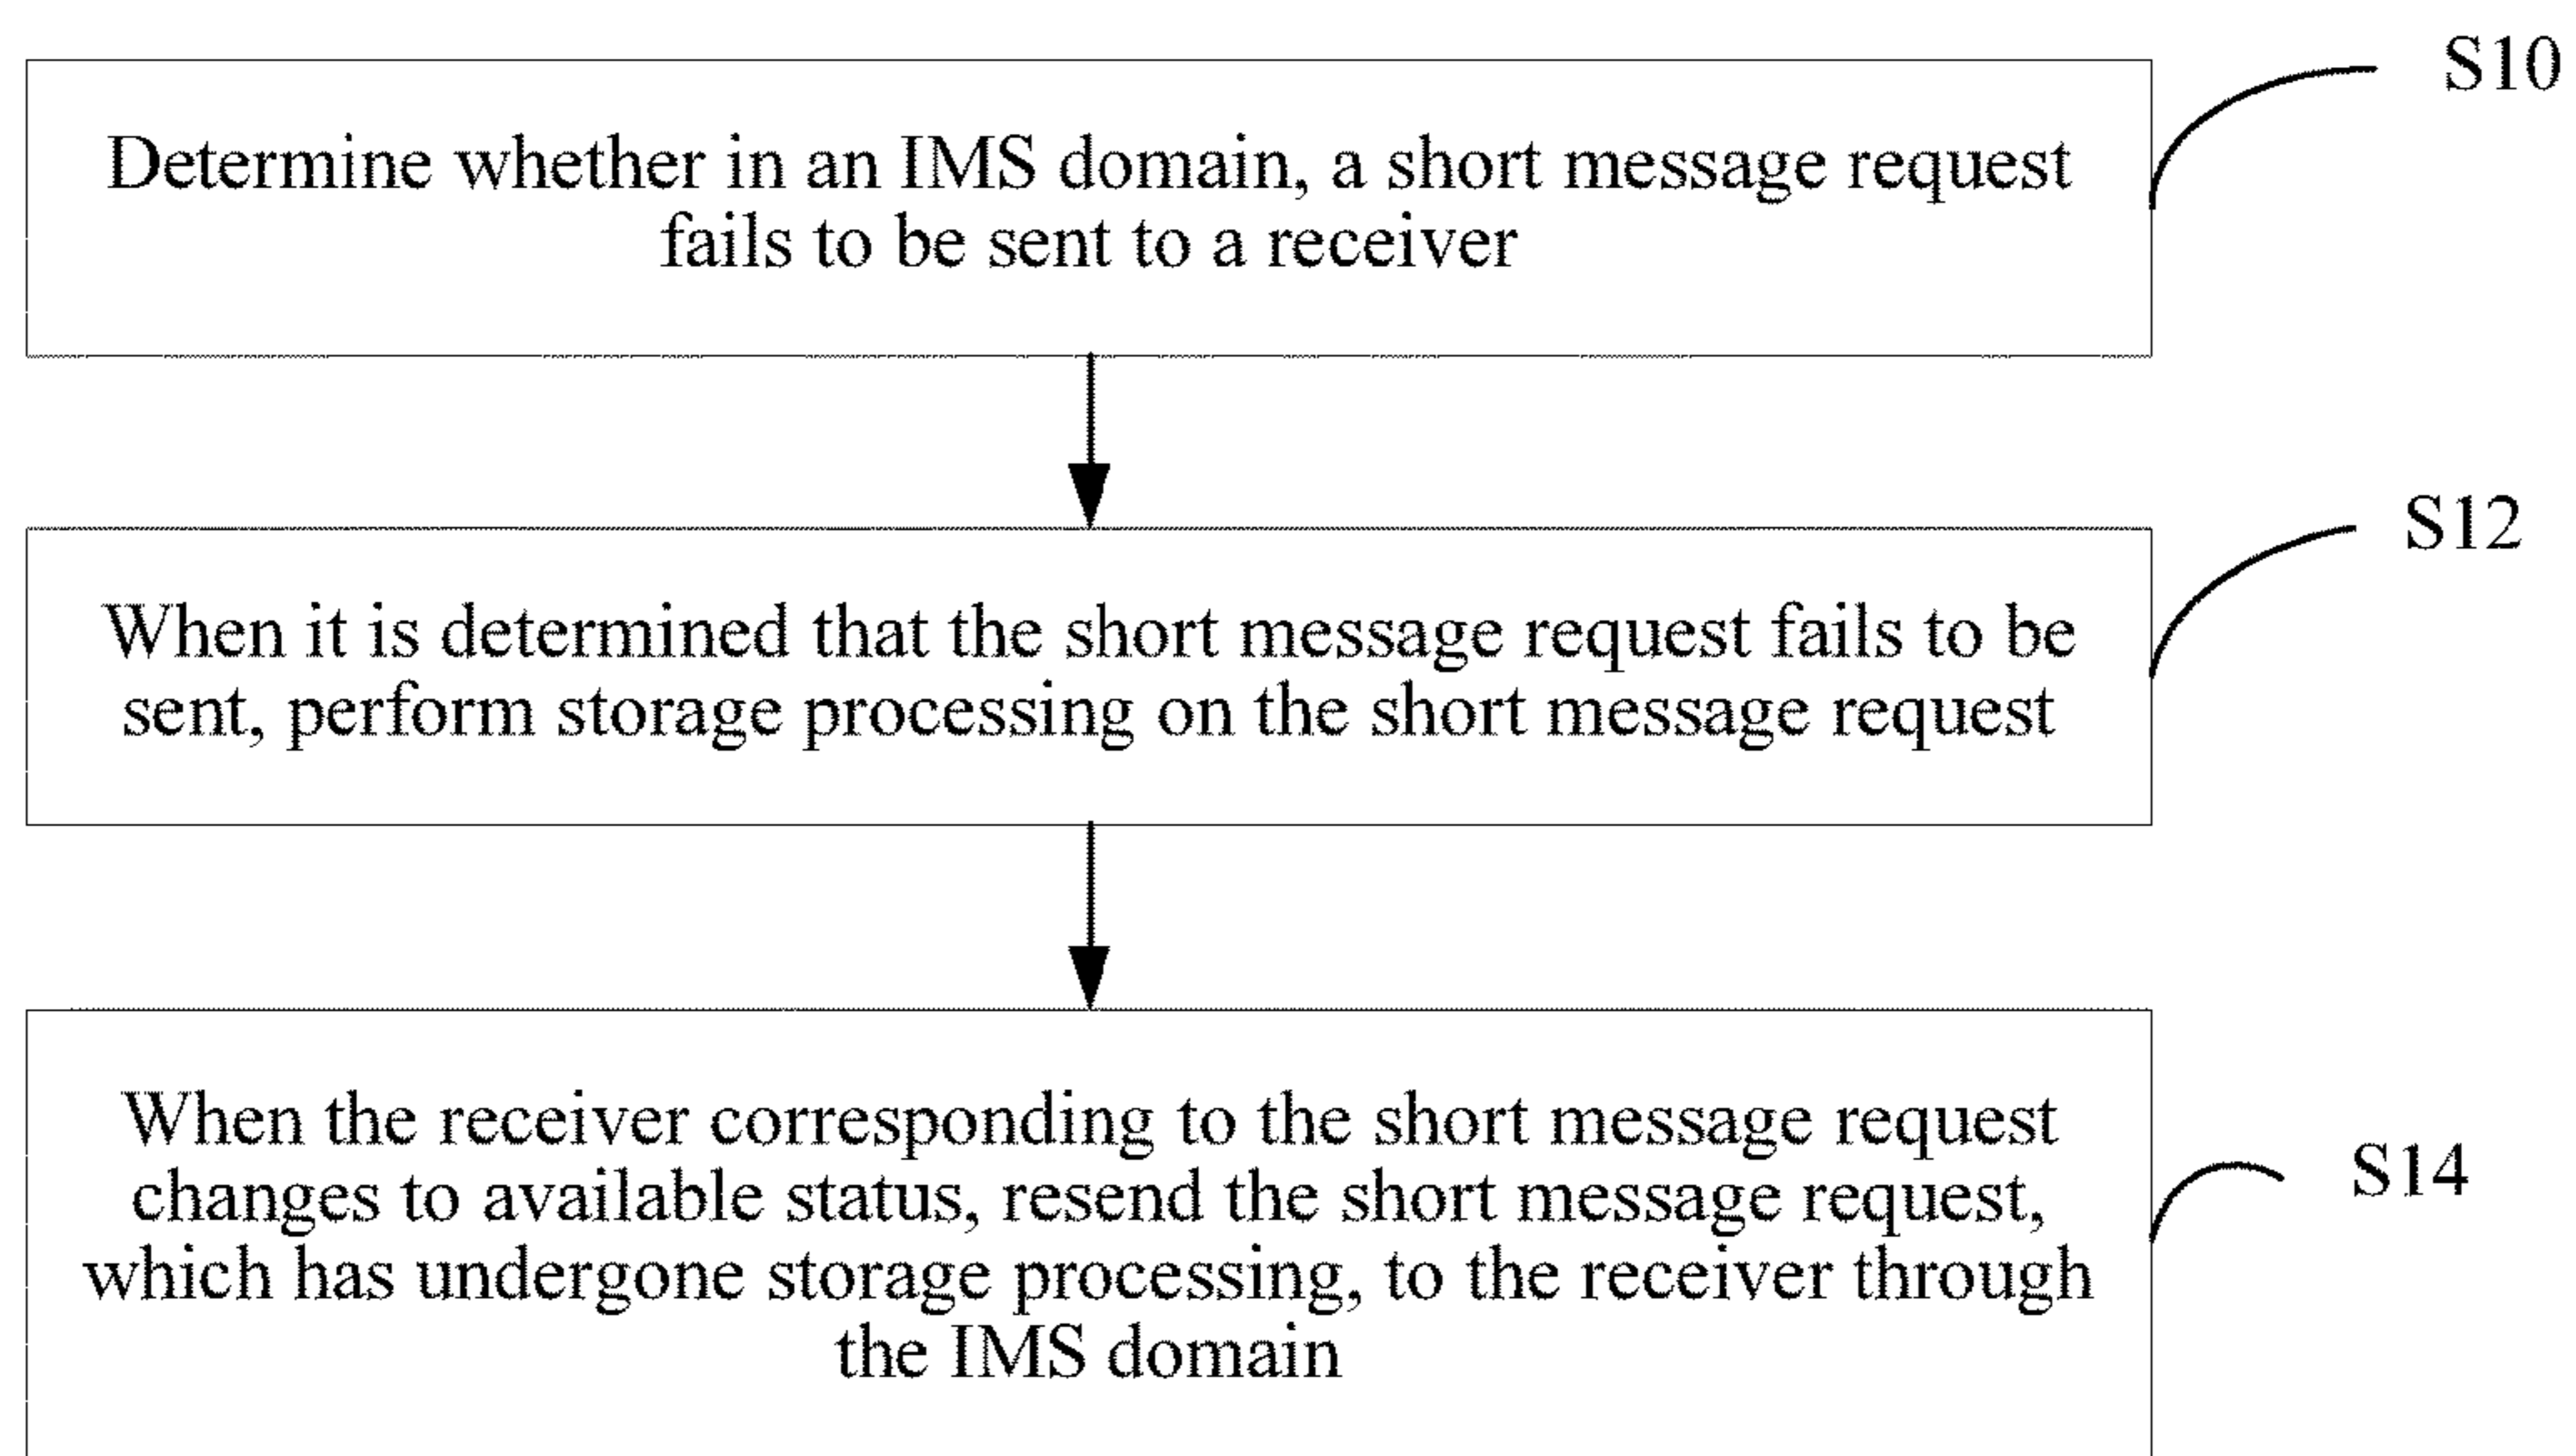 S10
Determine whether in an IMS domain, a short message request
fails to be sent to a receiver
S12
When it is determined that the short message request fails to be
sent, perform storage processing on the short message request
When the receiver corresponding to the short message request
changes to available status, resend the short message request,
S14
which has undergone storage processing, to the receiver through
the IMS domain